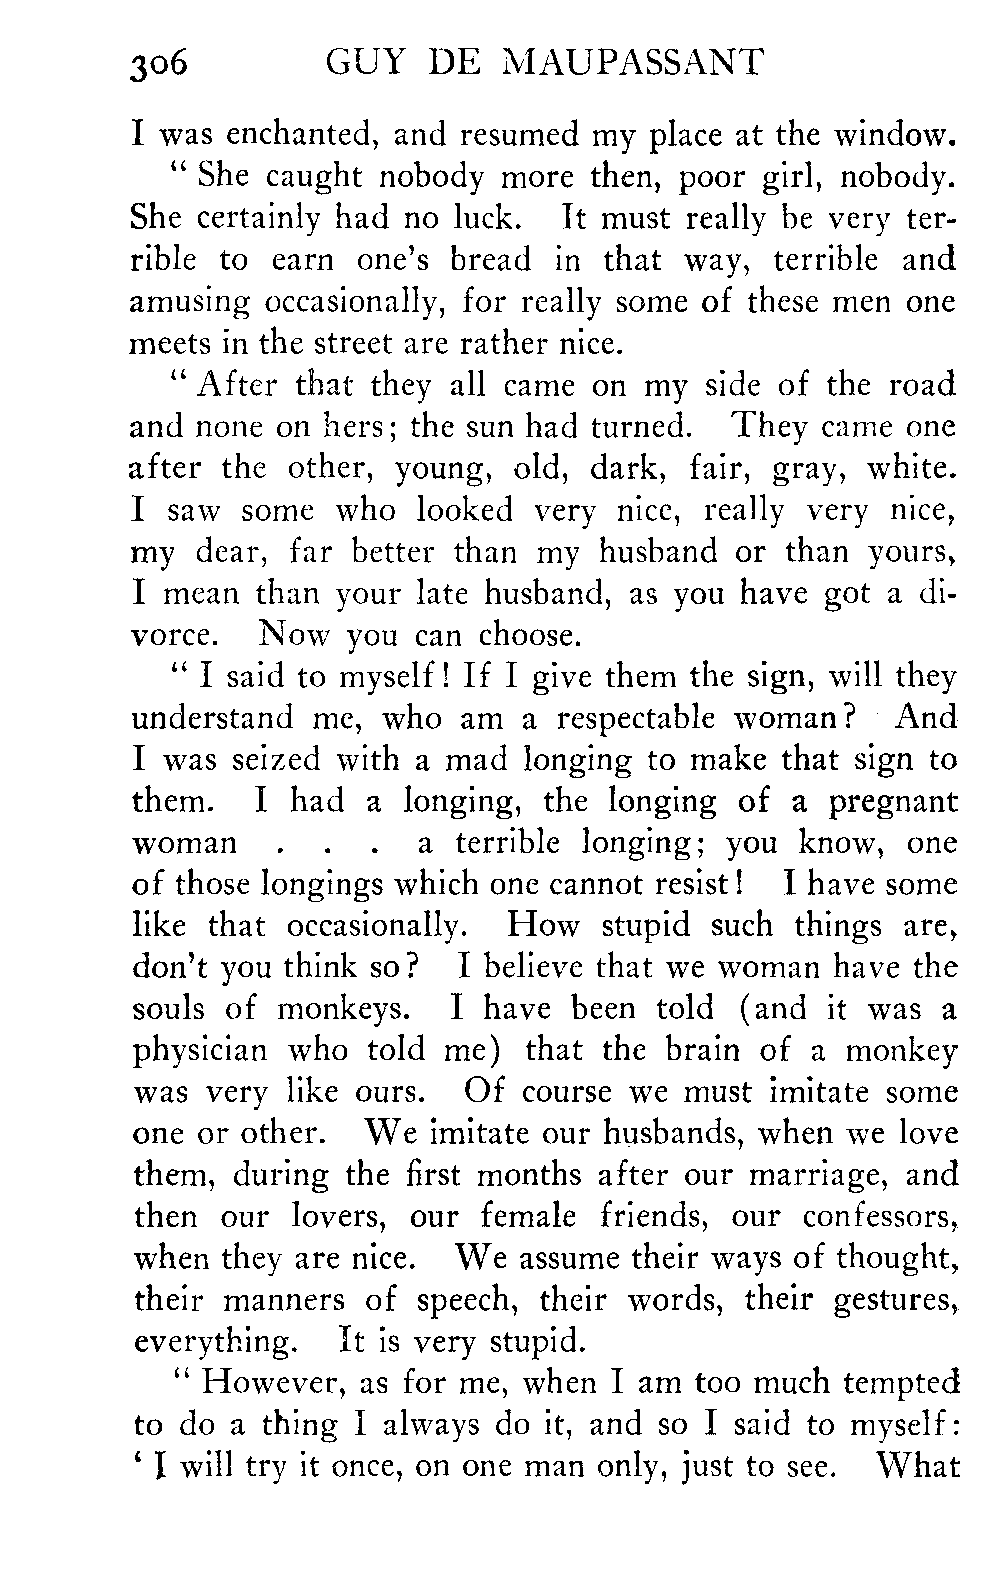 306 GUY DE MAUPASSANT
I was enchanted, and resumed my place at the window.
“ She caught nobody more then, poor girl, nobody.
She certainly had no luck. It must really be very ter-
rible to earn one’s bread in that way, terrible and
amusing occasionally, for really some of these men one
meets in the street are rather nice.
“ After that they all came on my side of the road
and none on hers; the sun had turned. They came one
after the other, young, old, dark, fair, gray, white.
I saw some who looked very nice, really very nice,
my dear, far better than my husband or than yours,
I mean than your late husband, as you have got a di-
vorce. Now you can choose.
“ I said to myself! If I give them the sign, will they
understand me, who am a respectable woman? And
I was seized with a mad longing to make that sign to
them. I had a longing, the longing of a pregnant
woman . . . a terrible longing; you know, one
of those longings which one cannot resist! I have some
like that occasionally. How stupid such things are,
don’t you think so? I believe that we woman have the
souls of monkeys. I have been told (and it was a
physician who told me) that the brain of a monkey
was very like ours. Of course we must imitate some
one or other. We imitate our husbands, when we love
them, during the first months after our marriage, and
then our lovers, our female friends, our confessors,
when they are nice. We assume their ways of thought,
their manners of speech, their words, their gestures,
everything. It is very stupid.
“ However, as for me, when I am too much tempted
to do a thing I always do it, and so I said to myself:
‘ I will try it once, on one man only, just to see. What